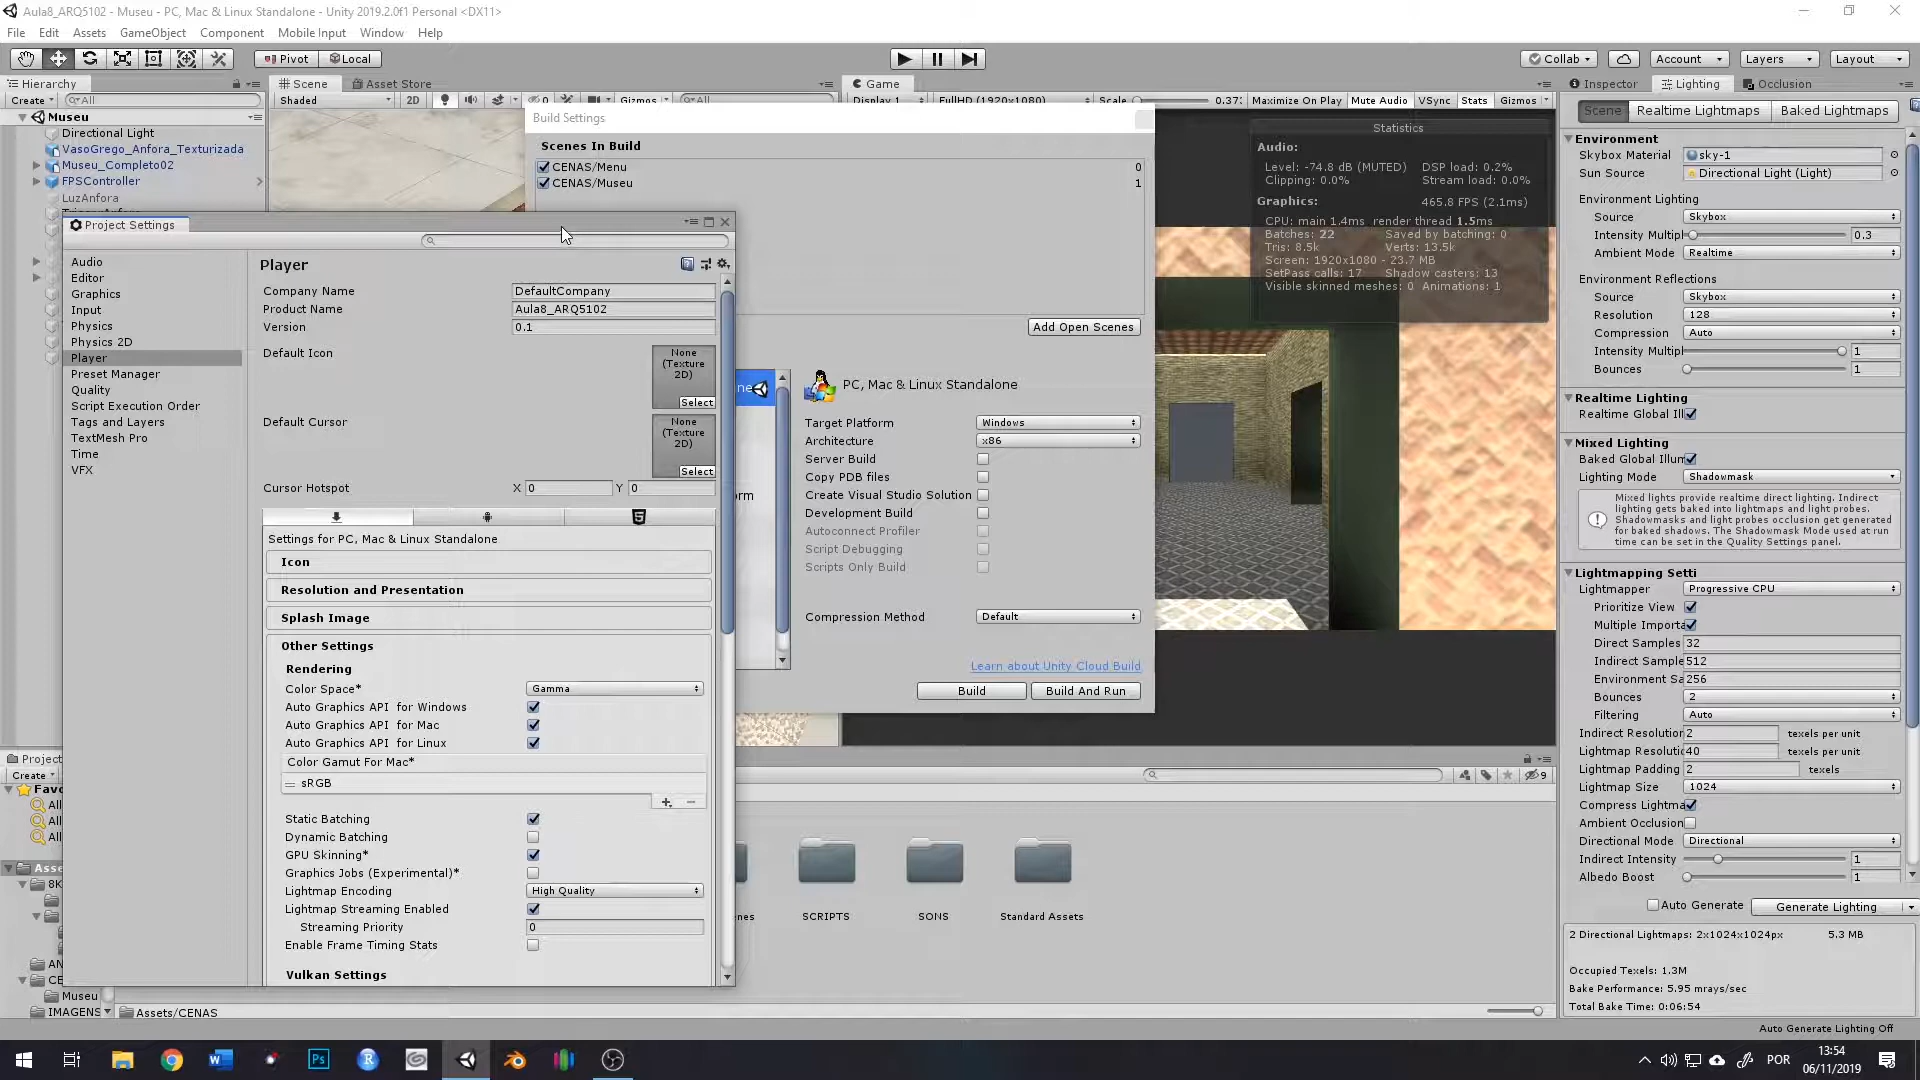 Aula8_ARQ5102 - Museu - PC, Mac & Linux Standalone - Unity 2019.2.0f1 Personal <DX11>
File Edit Assets GameObject Component Mobile Input Window Help
Pivot Local
Collab Account Layers Layout
Hierarchy
Create All
Museu
Directional Light
VasoGrego_Anfora_Texturizada
Museu_Completo02
FPSController
LuzAnfora
Scene Asset Store
Shaded 2D 0 Gizmos All
Game
Display 1 FullHD (1920x1080) Scale 0.37 Maximize On Play Mute Audio VSync Stats Gizmos
Build Settings
Scenes In Build
CENAS/Menu 0
CENAS/Museu 1
Add Open Scenes
PC, Mac & Linux Standalone
Target Platform Windows
Architecture x86
Server Build
Copy PDB files
Create Visual Studio Solution
Development Build
Autoconnect Profiler
Script Debugging
Scripts Only Build
Compression Method Default
Learn about Unity Cloud Build
Build Build And Run
Statistics
Audio:
Level: -74.8 dB (MUTED) DSP load: 0.2%
Clipping: 0.0% Stream load: 0.0%
Graphics: 465.8 FPS (2.1ms)
CPU: main 1.4ms render thread 1.5ms
Batches: 22 Saved by batching: 0
Tris: 8.5k Verts: 13.5k
Screen: 1920x1080 - 23.7 MB
SetPass calls: 17 Shadow casters: 13
Visible skinned meshes: 0 Animations: 1
Project Settings
Audio
Editor
Graphics
Input
Physics
Physics 2D
Player
Preset Manager
Quality
Script Execution Order
Tags and Layers
TextMesh Pro
Time
VFX
Player
Company Name DefaultCompany
Product Name Aula8_ARQ5102
Version 0.1
Default Icon
None (Texture 2D)
Select
Default Cursor
None (Texture 2D)
Select
Cursor Hotspot X 0 Y 0
Settings for PC, Mac & Linux Standalone
Icon
Resolution and Presentation
Splash Image
Other Settings
Rendering
Color Space* Gamma
Auto Graphics API for Windows
Auto Graphics API for Mac
Auto Graphics API for Linux
Color Gamut For Mac*
sRGB
Static Batching
Dynamic Batching
GPU Skinning*
Graphics Jobs (Experimental)*
Lightmap Encoding High Quality
Lightmap Streaming Enabled
Streaming Priority 0
Enable Frame Timing Stats
Vulkan Settings
Inspector Lighting Occlusion
Scene Realtime Lightmaps Baked Lightmaps
Environment
Skybox Material sky-1
Sun Source Directional Light (Light)
Environment Lighting
Source Skybox
Intensity Multipl 0.3
Ambient Mode Realtime
Environment Reflections
Source Skybox
Resolution 128
Compression Auto
Intensity Multipl 1
Bounces 1
Realtime Lighting
Realtime Global Ill
Mixed Lighting
Baked Global Illum
Lighting Mode Shadowmask
Mixed lights provide realtime direct lighting. Indirect
lighting gets baked into lightmaps and light probes.
Shadowmasks and light probes occlusion get generated
for baked shadows. The Shadowmask Mode used at run
time can be set in the Quality Settings panel.
Lightmapping Setti
Lightmapper Progressive CPU
Prioritize View
Multiple Importa
Direct Samples 32
Indirect Sample 512
Environment Sa 256
Bounces 2
Filtering Auto
Indirect Resolution 2 texels per unit
Lightmap Resolutic 40 texels per unit
Lightmap Padding 2 texels
Lightmap Size 1024
Compress Lightma
Ambient Occlusion
Directional Mode Directional
Indirect Intensity 1
Albedo Boost 1
Auto Generate Generate Lighting
2 Directional Lightmaps: 2x1024x1024px 5.3 MB
Occupied Texels: 1.3M
Bake Performance: 5.95 mrays/sec
Total Bake Time: 0:06:54
Auto Generate Lighting Off
Project
Create
Favo
All
All
All
Asse
8K
AN
CE
Museu
IMAGENS
9
enes SCRIPTS SONS Standard Assets
Assets/CENAS
POR
13:54
06/11/2019